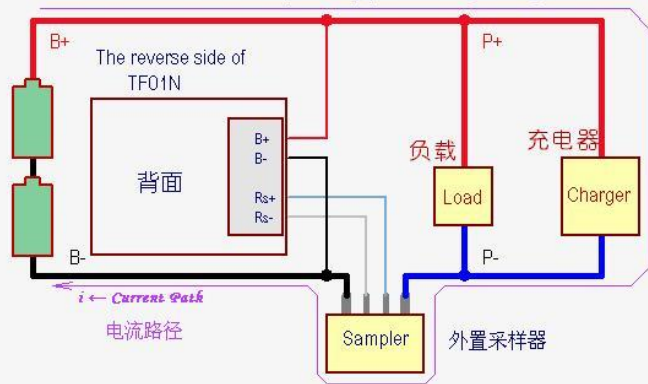 B+
P+
The reverse side of
TF01N
B+
B-
背面
Rs+
Rs-
负载
充电器
Load
Charger
B-
P-
i ← Current Path
电流路径
Sampler
外置采样器